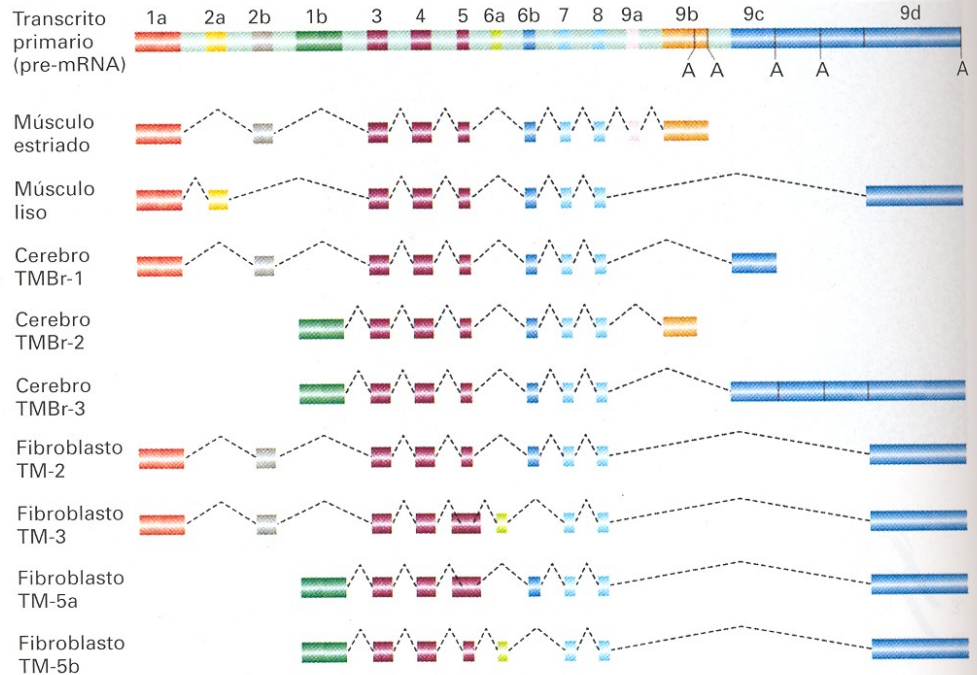 Transcrito
primario
(pre-mRNA)
1a 2a 2b 1b 3 4 5 6a 6b 7 8 9a 9b 9c 9d
A A A A A
Músculo
estriado
Músculo
liso
Cerebro
TMBr-1
Cerebro
TMBr-2
Cerebro
TMBr-3
Fibroblasto
TM-2
Fibroblasto
TM-3
Fibroblasto
TM-5a
Fibroblasto
TM-5b